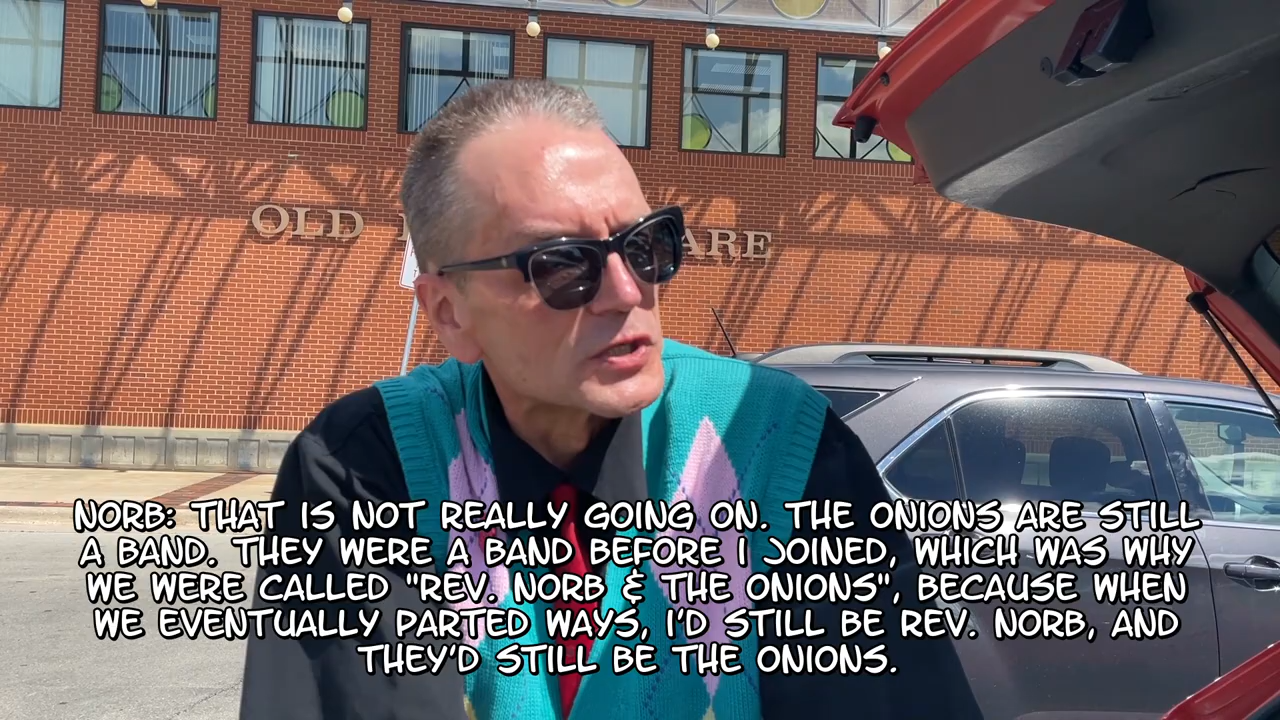 OLD
ARE
NORB: THAT IS NOT REALLY GOING ON. THE ONIONS ARE STILL
A BAND. THEY WERE A BAND BEFORE I JOINED, WHICH WAS WHY
WE WERE CALLED "REV. NORB & THE ONIONS", BECAUSE WHEN
WE EVENTUALLY PARTED WAYS, I'D STILL BE REV. NORB, AND
THEY'D STILL BE THE ONIONS.